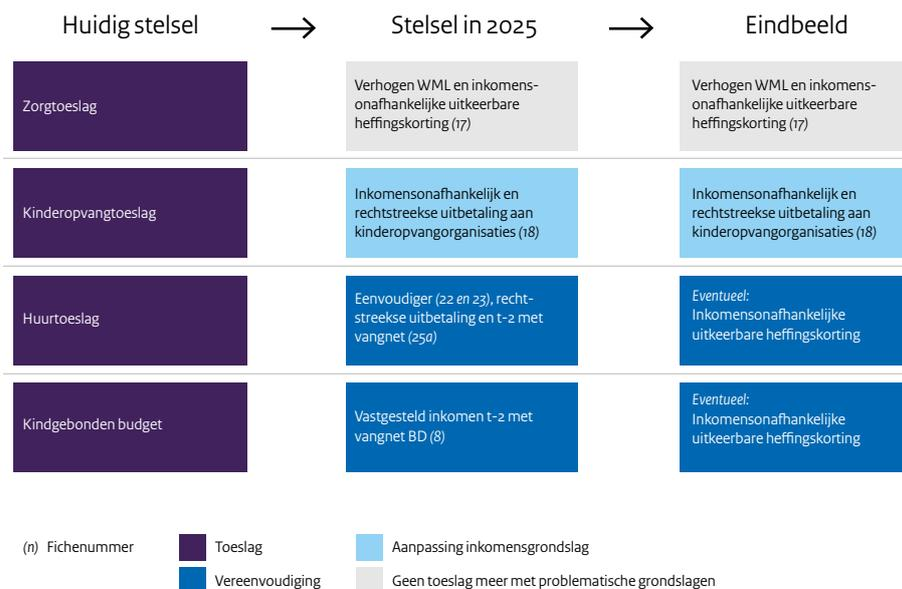 Huidig stelsel
Stelsel in 2025
Eindbeeld
Zorgtoeslag
Verhogen WML en inkomens-
onafhankelijke uitkeerbare
heffingskorting (17)
Verhogen WML en inkomens-
onafhankelijke uitkeerbare
heffingskorting (17)
Kinderopvangtoeslag
Inkomensonafhankelijk en
rechtstreekse uitbetaling aan
kinderopvangorganisaties (18)
Inkomensonafhankelijk en
rechtstreekse uitbetaling aan
kinderopvangorganisaties (18)
Huurtoeslag
Eenvoudiger (22 en 23), recht-
streekse uitbetaling en t-2 met
vangnet (25a)
Eventueel:
Inkomensonafhankelijke
uitkeerbare heffingskorting
Kindgebonden budget
Vastgesteld inkomen t-2 met
vangnet BD (8)
Eventueel:
Inkomensonafhankelijke
uitkeerbare heffingskorting
(n) Fichenummer
Toeslag
Aanpassing inkomensgrondslag
Vereenvoudiging
Geen toeslag meer met problematische grondslagen